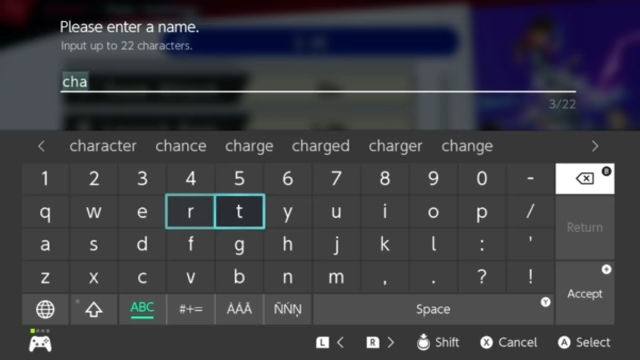 Please enter a name.
Input up to 22 characters.
cha
3/22
character chance charge charged charger change
1 2 3 4 5 6 7 8 9 0 -
q w e r t y u i o p /
Return
a s d f g h j k l : '
z x c v b n m , . ? !
Accept
ABC #+= ÀÁÂ ÑŃŅ Space
L R Shift X Cancel A Select